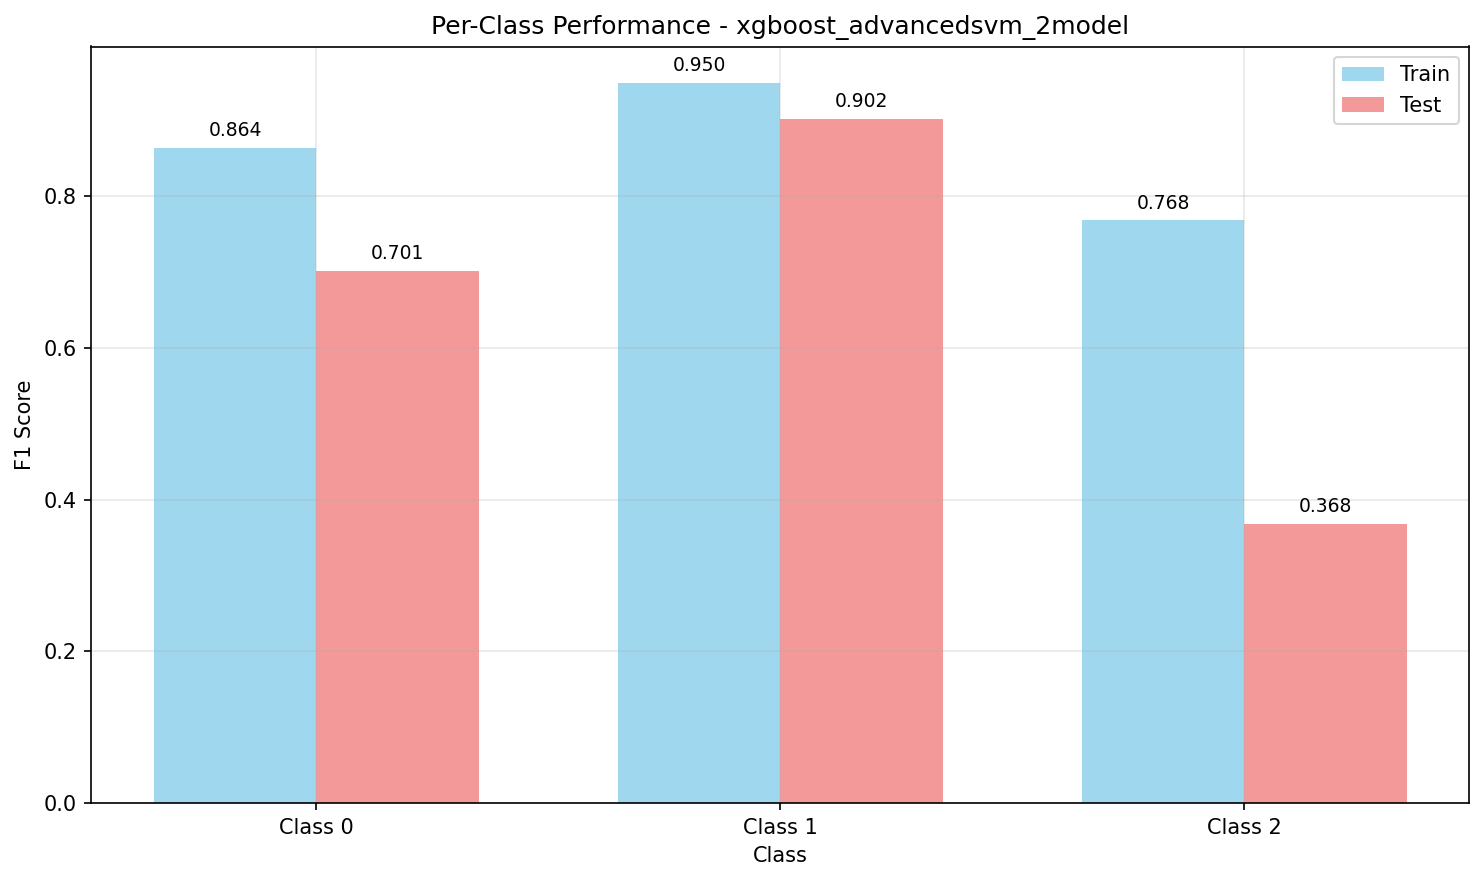 Per-Class Performance - xgboost_advancedsvm_2model
Train
Test
0.864
0.701
0.950
0.902
0.768
0.368
F1 Score
0.8
0.6
0.4
0.2
0.0
Class 0
Class 1
Class 2
Class